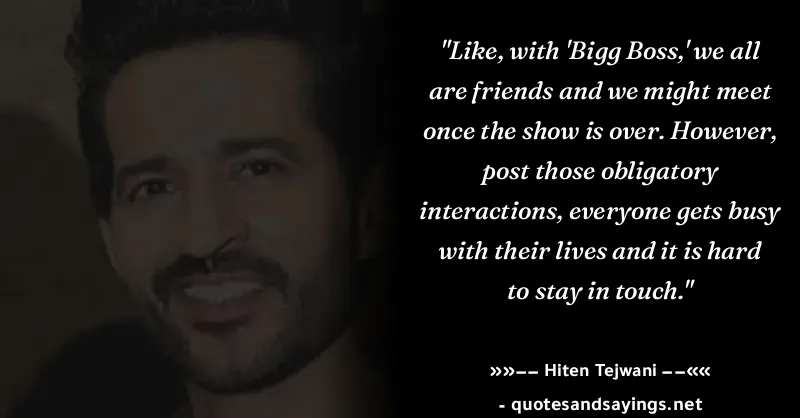 "Like, with 'Bigg Boss,' we all
are friends and we might meet
once the show is over. However,
post those obligatory
interactions, everyone gets busy
with their lives and it is hard
to stay in touch."
»»−− Hiten Tejwani −−««
- quotesandsayings.net